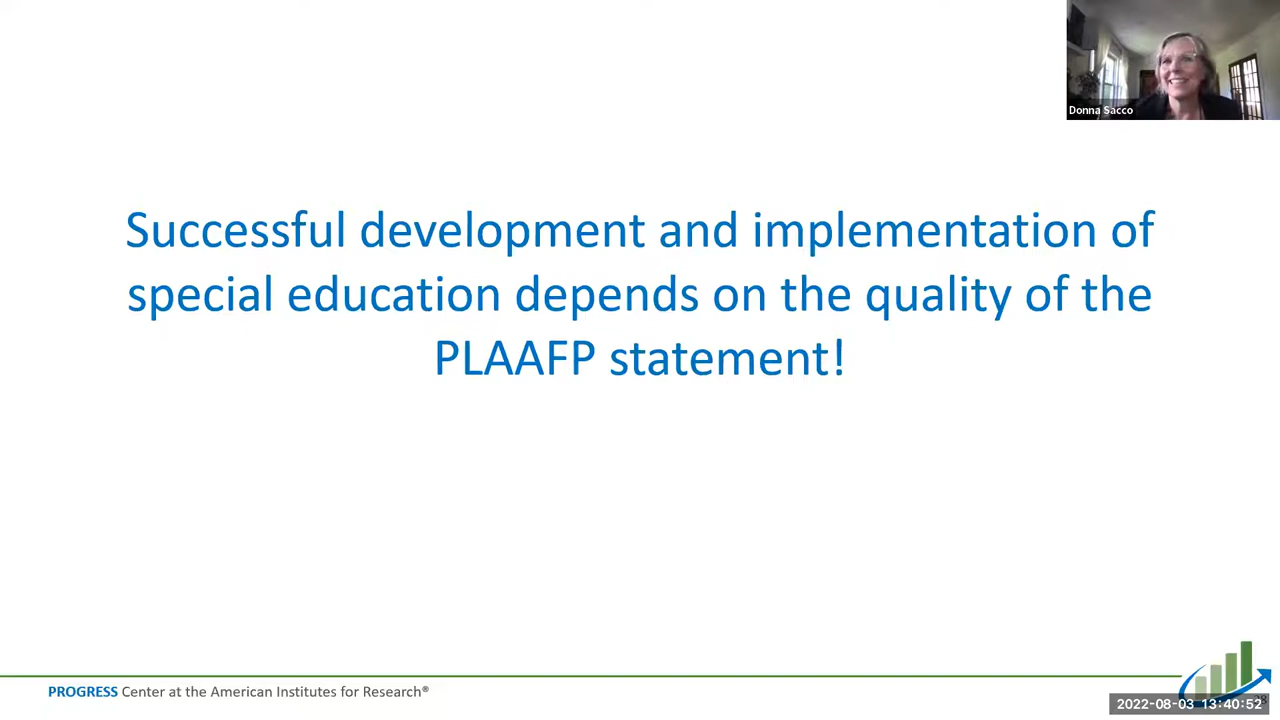 Donna Sacco
Successful development and implementation of
special education depends on the quality of the
PLAAFP statement!
PROGRESS Center at the American Institutes for Research®
2022-08-03 13:40:52